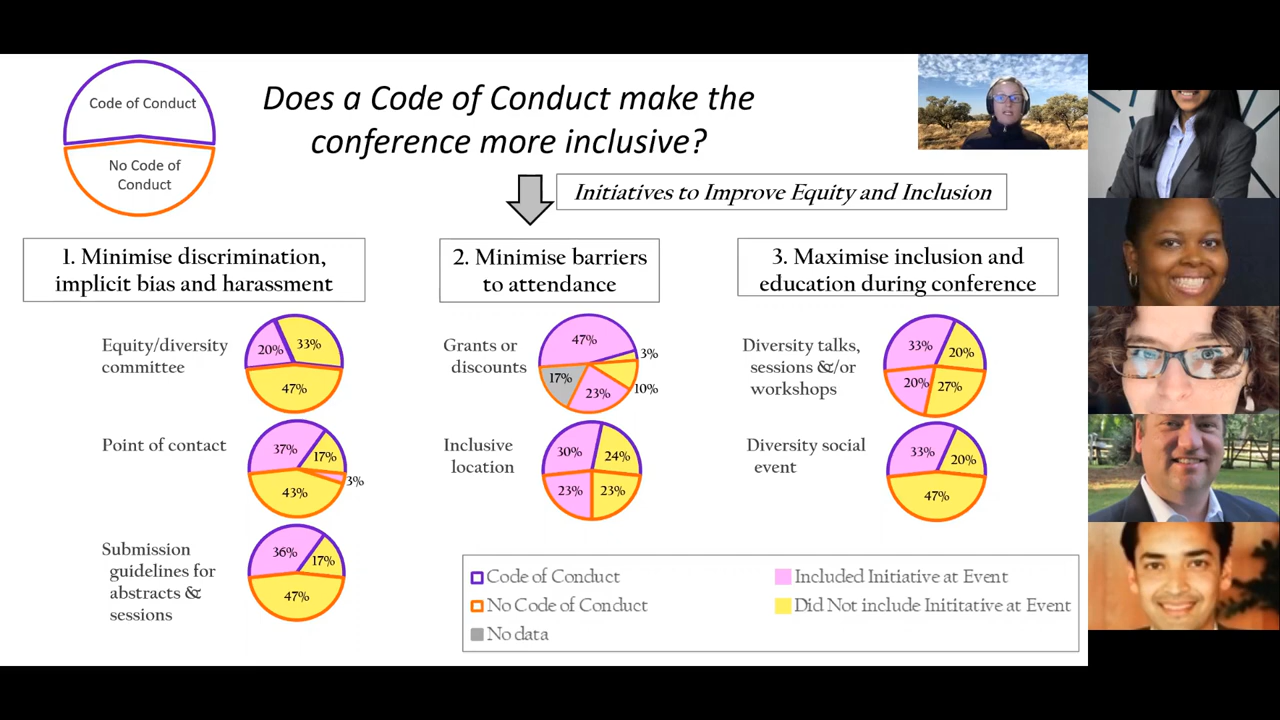 Code of Conduct
No Code of
Conduct
Does a Code of Conduct make the
conference more inclusive?
Initiatives to Improve Equity and Inclusion
1. Minimise discrimination,
implicit bias and harassment
Equity/diversity
committee
20%
33%
47%
Point of contact
37%
17%
3%
43%
Submission
guidelines for
abstracts &
sessions
36%
17%
47%
2. Minimise barriers
to attendance
Grants or
discounts
47%
3%
10%
23%
17%
Inclusive
location
30%
24%
23%
23%
3. Maximise inclusion and
education during conference
Diversity talks,
sessions &/or
workshops
33%
20%
20%
27%
Diversity social
event
33%
20%
47%
Code of Conduct
No Code of Conduct
No data
Included Initiative at Event
Did Not include Inititative at Event